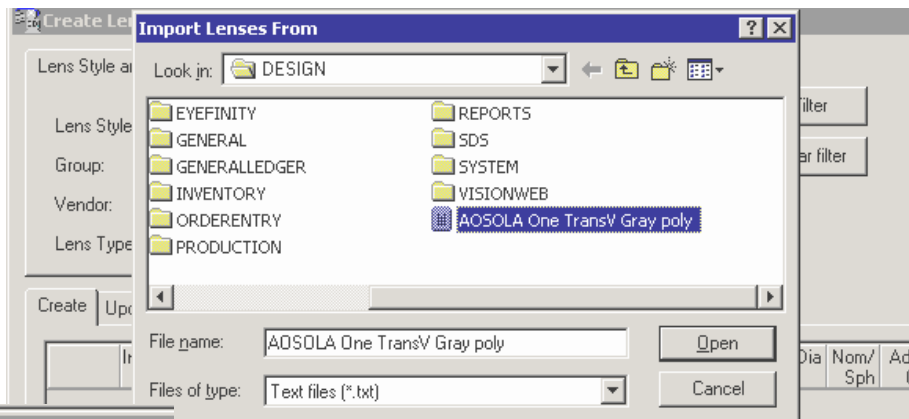 Create Le
Import Lenses From
Lens Style a
Look in: DESIGN
EYEFINITY
REPORTS
ilter
Lens Style
GENERAL
SDS
Group:
GENERALLEDGER
SYSTEM
ar filter
INVENTORY
VISIONWEB
Vendor:
ORDERENTRY
AOSOLA One TransV Gray poly
Lens Type
PRODUCTION
Create
Upd
File name:
AOSOLA One TransV Gray poly
Open
Dia
Nom/
Sph
Ad
Files of type:
Text files (*.txt)
Cancel